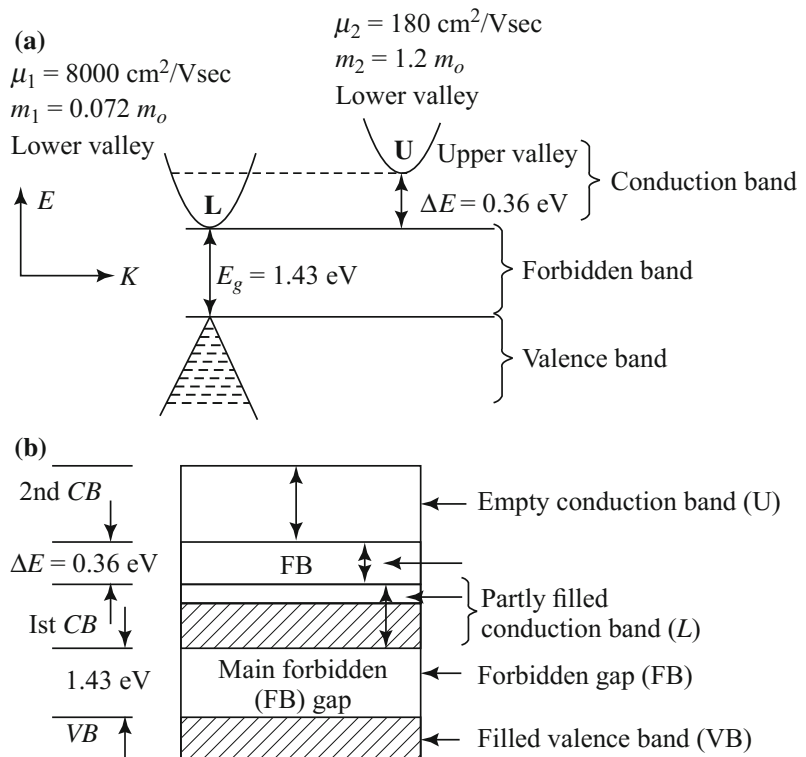 (a)
μ₂ = 180 cm²/Vsec
m₂ = 1.2 mₒ
Lower valley
μ₁ = 8000 cm²/Vsec
m₁ = 0.072 mₒ
Lower valley
U
Upper valley
Conduction band
L
ΔE = 0.36 eV
E
K
E_g = 1.43 eV
Forbidden band
Valence band
(b)
2nd CB
Empty conduction band (U)
ΔE = 0.36 eV
FB
Ist CB
Partly filled
conduction band (L)
1.43 eV
Main forbidden
(FB) gap
Forbidden gap (FB)
VB
Filled valence band (VB)